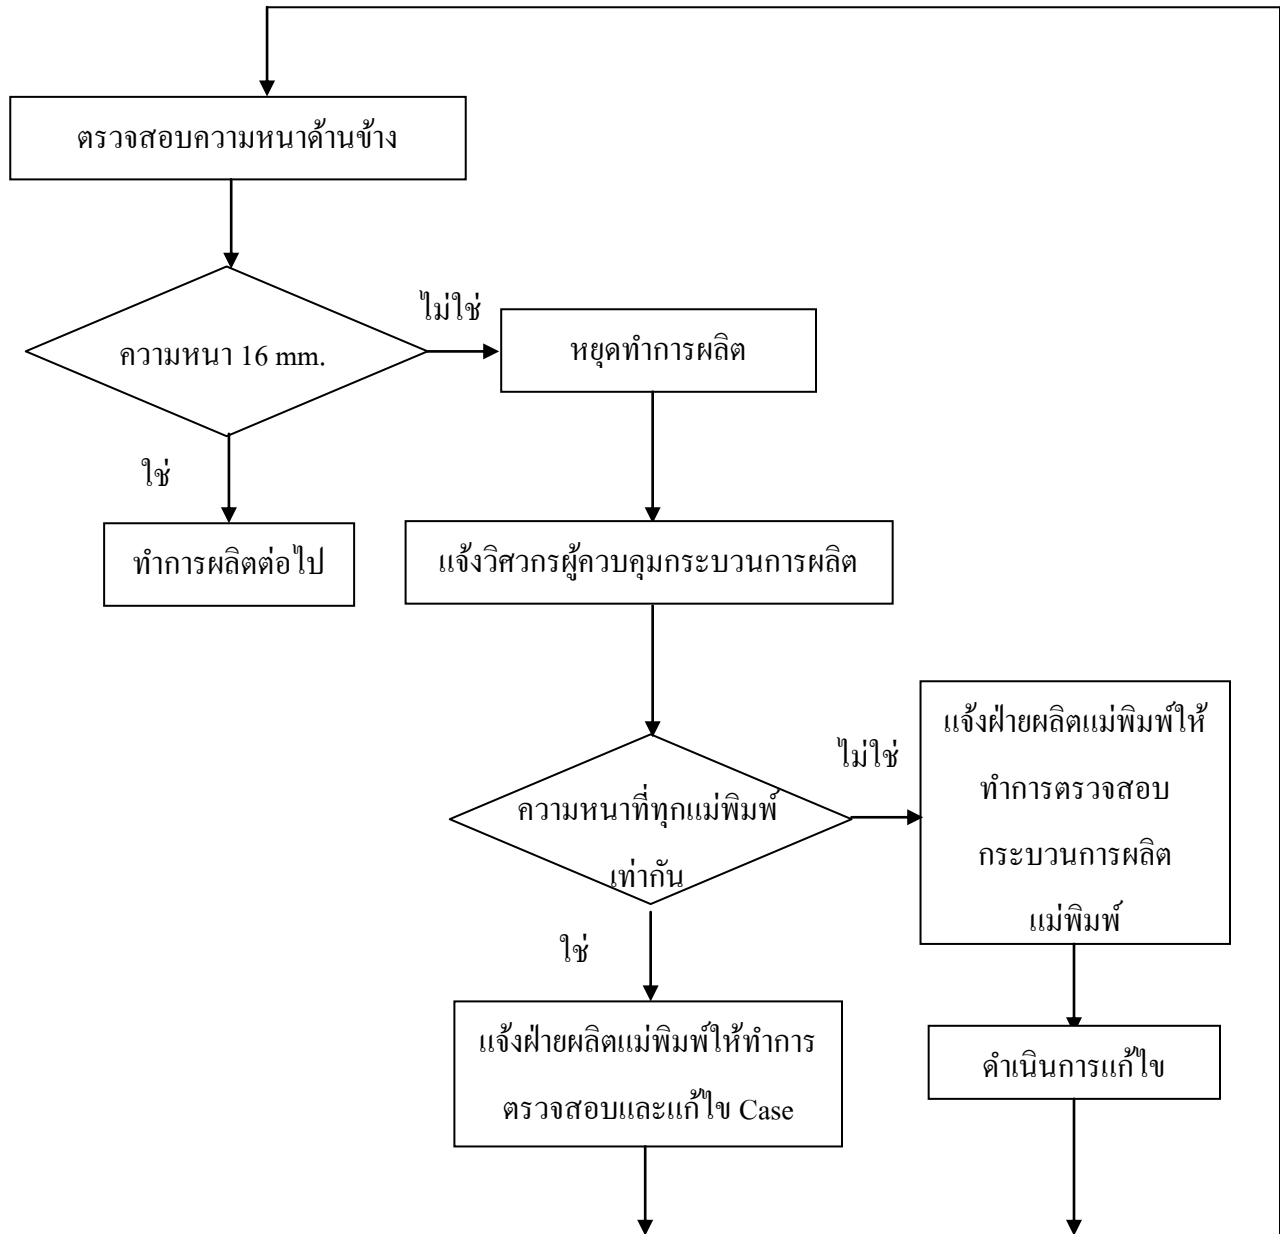 ตรวจสอบความหนาด้านข้าง
ไม่ใช่
ความหนา 16 mm.
หยุดทำการผลิต
ใช่
ทำการผลิตต่อไป
แจ้งวิศวกรผู้ควบคุมกระบวนการผลิต
ไม่ใช่
ความหนาที่ทุกแม่พิมพ์
เท่ากัน
แจ้งฝ่ายผลิตแม่พิมพ์ให้
ทำการตรวจสอบ
กระบวนการผลิต
แม่พิมพ์
ใช่
แจ้งฝ่ายผลิตแม่พิมพ์ให้ทำการ
ตรวจสอบและแก้ไข Case
ดำเนินการแก้ไข